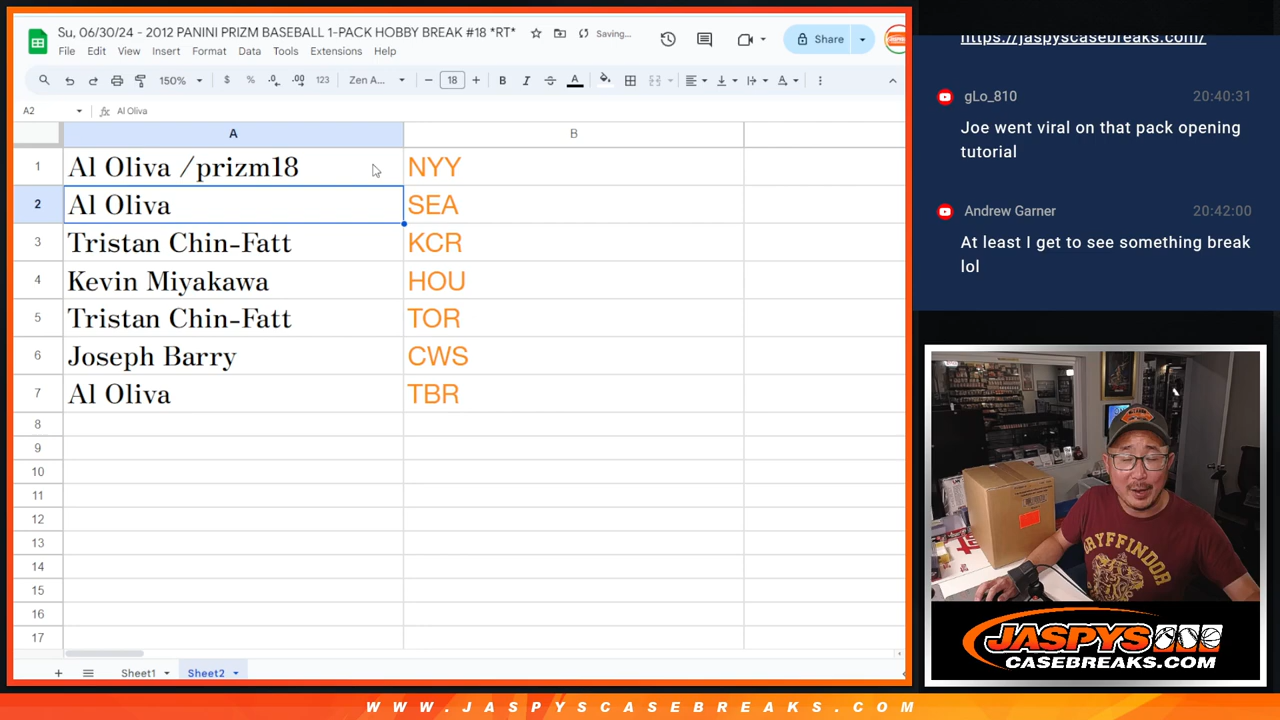 Su, 06/30/24 - 2012 PANINI PRIZM BASEBALL 1-PACK HOBBY BREAK #18 *RT*
Saving...
Share
File Edit View Insert Format Data Tools Extensions Help
150% $ % .0 .00 123 Zen A... 18 B I A
A2 fx Al Oliva
A B
1 Al Oliva /prizm18 NYY
2 Al Oliva SEA
3 Tristan Chin-Fatt KCR
4 Kevin Miyakawa HOU
5 Tristan Chin-Fatt TOR
6 Joseph Barry CWS
7 Al Oliva TBR
8
9
10
11
12
13
14
15
16
17
Sheet1 Sheet2
https://jaspyscasebreaks.com/
gLo_810 20:40:31
Joe went viral on that pack opening
tutorial
Andrew Garner 20:42:00
At least I get to see something break
lol
GRYFFINDOR
JASPYS
CASEBREAKS.COM
WWW.JASPYSCASEBREAKS.COM